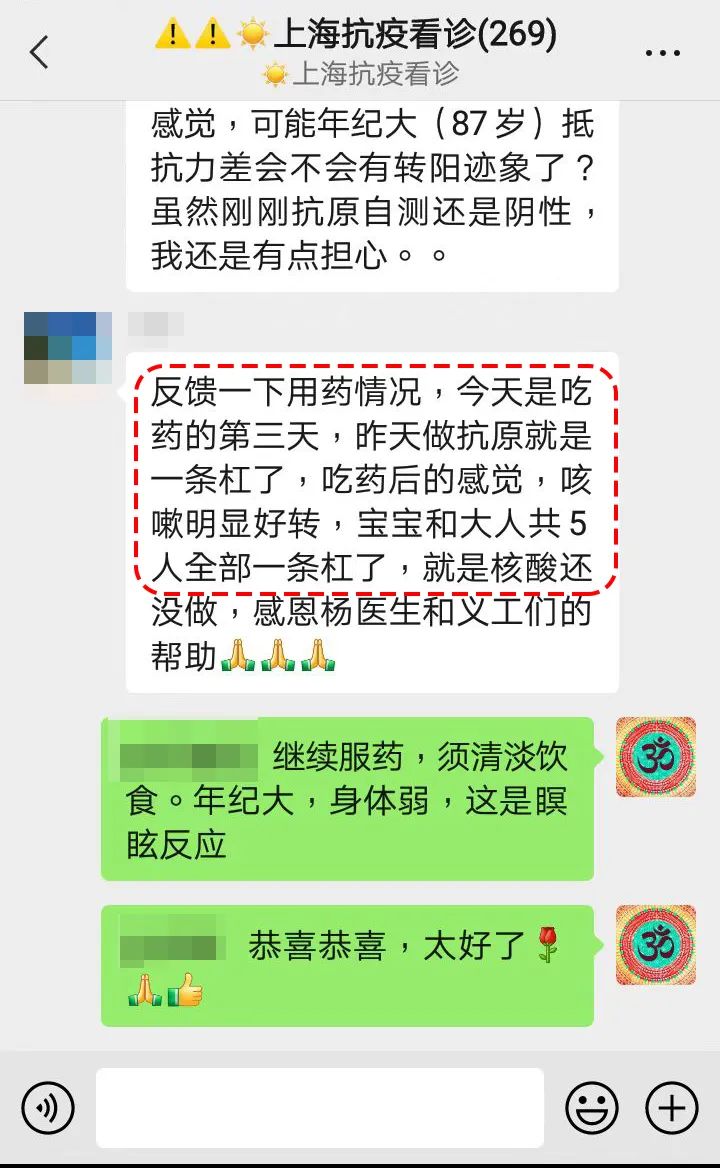 ⚠️⚠️☀️上海抗疫看诊(269)
☀️上海抗疫看诊
感觉，可能年纪大（87岁）抵
抗力差会不会有转阳迹象了？
虽然刚刚抗原自测还是阴性，
我还是有点担心。。
反馈一下用药情况，今天是吃
药的第三天，昨天做抗原就是
一条杠了，吃药后的感觉，咳
嗽明显好转，宝宝和大人共5
人全部一条杠了，就是核酸还
没做，感恩杨医生和义工们的
帮助🙏🙏🙏
继续服药，须清淡饮
食。年纪大，身体弱，这是瞑
眩反应
恭喜恭喜，太好了🌹
🙏👍